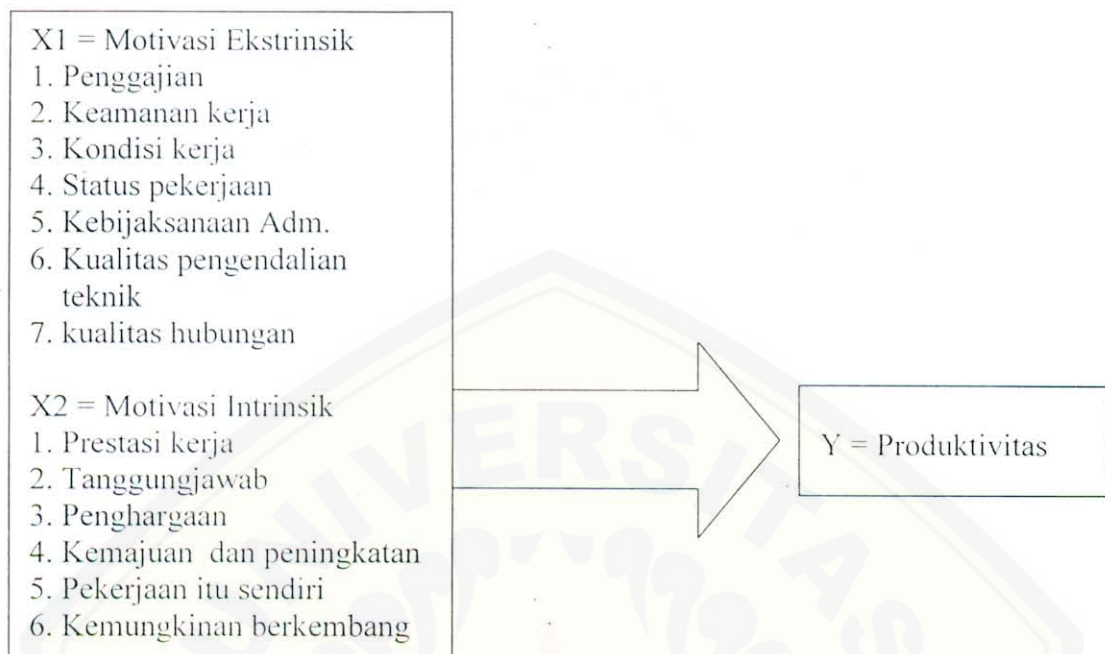 X1 = Motivasi Ekstrinsik
1. Penggajian
2. Keamanan kerja
3. Kondisi kerja
4. Status pekerjaan
5. Kebijaksanaan Adm.
6. Kualitas pengendalian
teknik
7. kualitas hubungan
X2 = Motivasi Intrinsik
1. Prestasi kerja
2. Tanggungjawab
3. Penghargaan
4. Kemajuan dan peningkatan
5. Pekerjaan itu sendiri
6. Kemungkinan berkembang
Y = Produktivitas
UNIVERSITAS